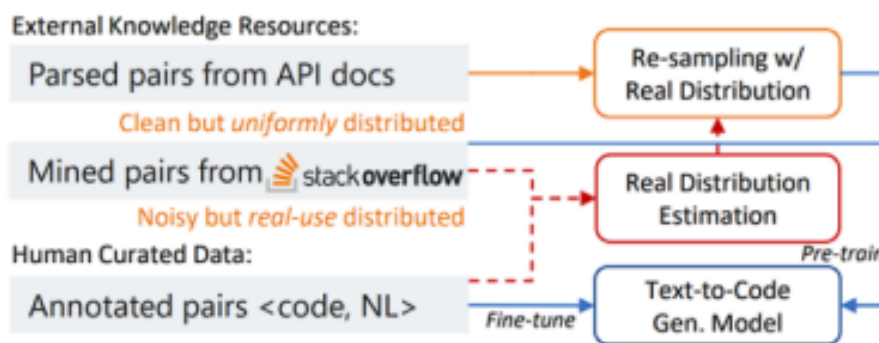 External Knowledge Resources:
Parsed pairs from API docs
Clean but uniformly distributed
Mined pairs from stackoverflow
Noisy but real-use distributed
Human Curated Data:
Annotated pairs <code, NL>
Re-sampling w/
Real Distribution
Real Distribution
Estimation
Pre-train
Fine-tune
Text-to-Code
Gen. Model